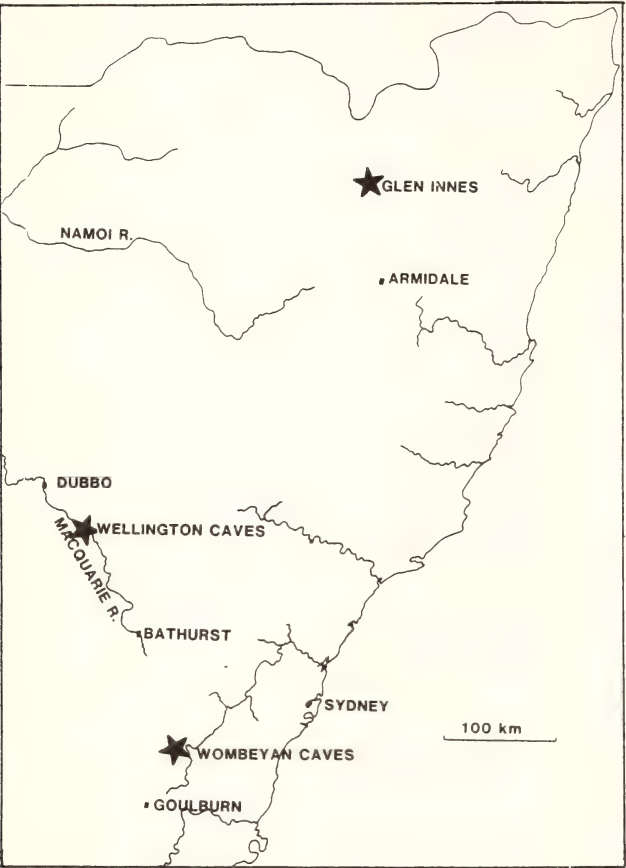 GLEN INNES
NAMOI R.
ARMIDALE
DUBBO
WELLINGTON CAVES
MACQUARIE R.
BATHURST
SYDNEY
100 km
WOMBEYAN CAVES
GOULBURN